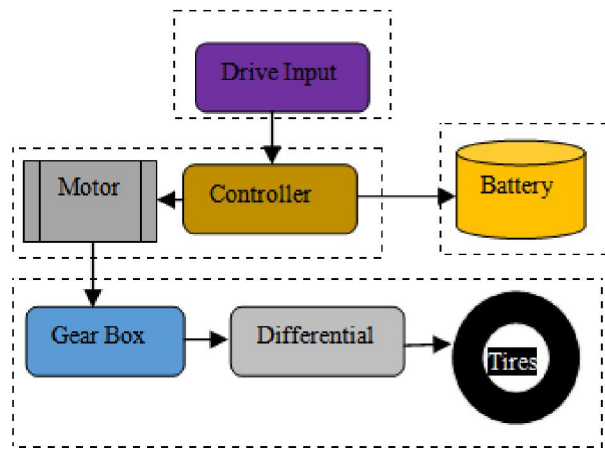 Drive Input
Motor
Controller
Battery
Gear Box
Differential
Tires